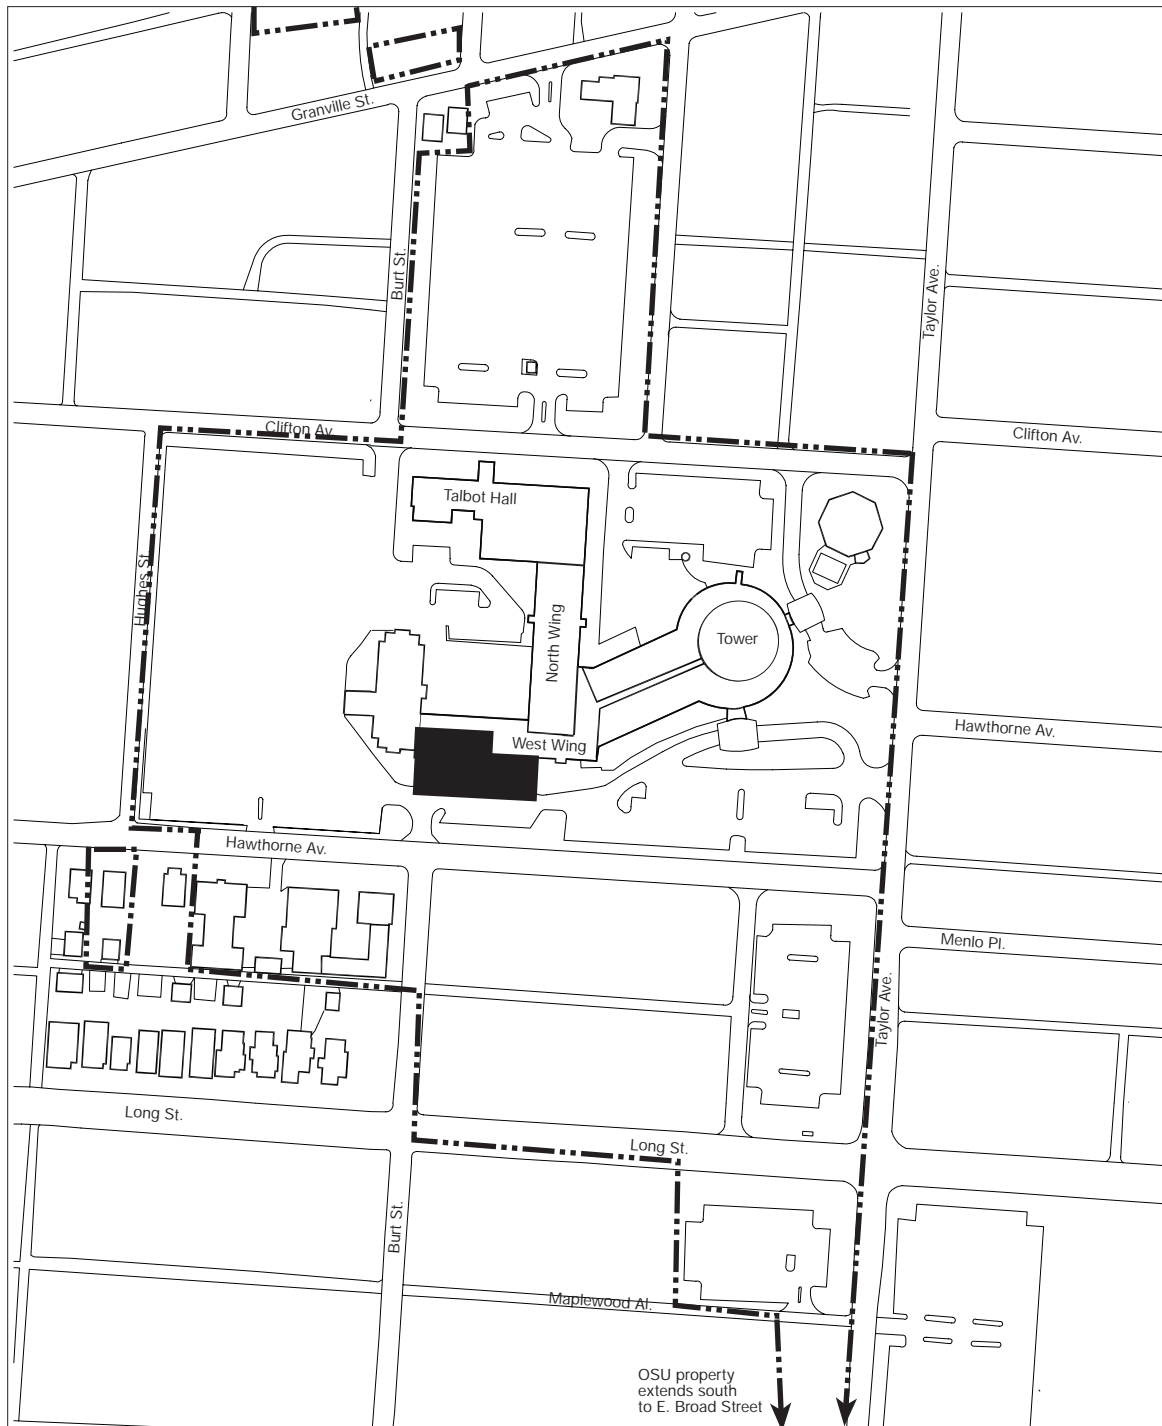 Granville St.
Burt St.
Taylor Ave.
Clifton Av.
Clifton Av.
Talbot Hall
Hughes St.
North Wing
Tower
West Wing
Hawthorne Av.
Hawthorne Av.
Menlo Pl.
Taylor Ave.
Long St.
Long St.
Burt St.
Maplewood Al.
OSU property
extends south
to E. Broad Street